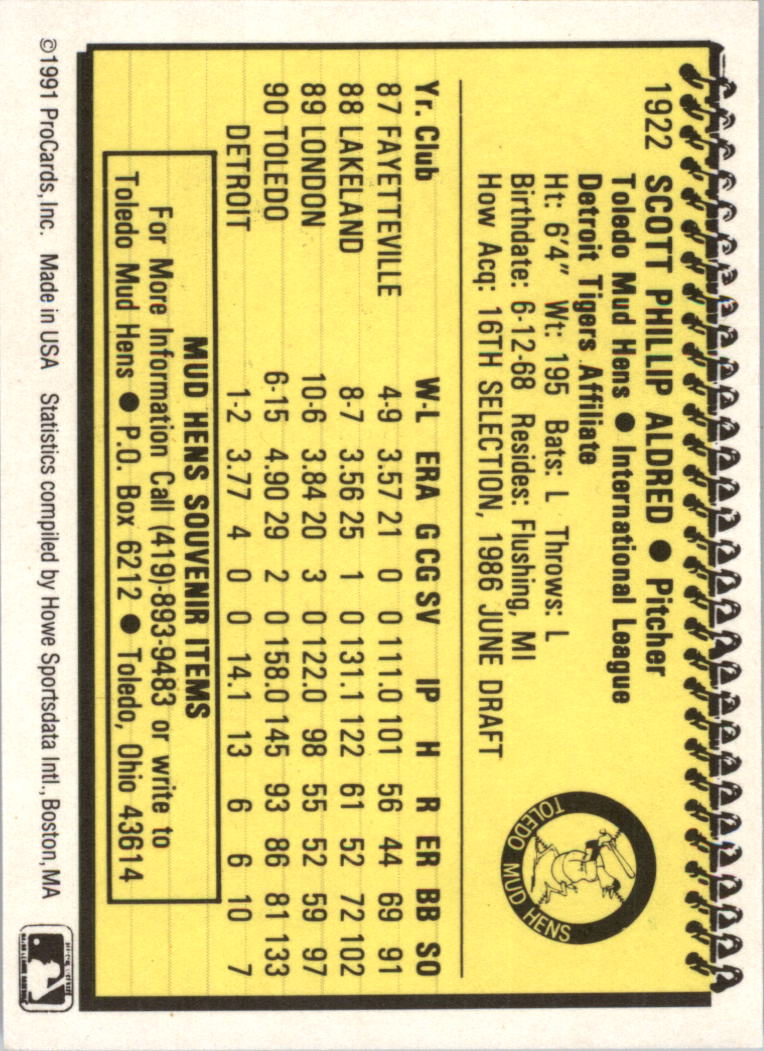 1922 SCOTT PHILLIP ALDRED ● Pitcher
Toledo Mud Hens ● International League
Detroit Tigers Affiliate
Ht: 6'4" Wt: 195 Bats: L Throws: L
Birthdate: 6-12-68 Resides: Flushing, MI
How Acq: 16TH SELECTION, 1986 JUNE DRAFT
TOLEDO MUD HENS
Yr. Club W-L ERA G CG SV IP H R ER BB SO
87 FAYETTEVILLE 4-9 3.57 21 0 0 111.0 101 56 44 69 91
88 LAKELAND 8-7 3.56 25 1 0 131.1 122 61 52 72 102
89 LONDON 10-6 3.84 20 3 0 122.0 98 55 52 59 97
90 TOLEDO 6-15 4.90 29 2 0 158.0 145 93 86 81 133
DETROIT 1-2 3.77 4 0 0 14.1 13 6 6 10 7
MUD HENS SOUVENIR ITEMS
For More Information Call (419)-893-9483 or write to
Toledo Mud Hens ● P.O. Box 6212 ● Toledo, Ohio 43614
©1991 ProCards, Inc. Made in USA Statistics compiled by Howe Sportsdata Intl., Boston, MA